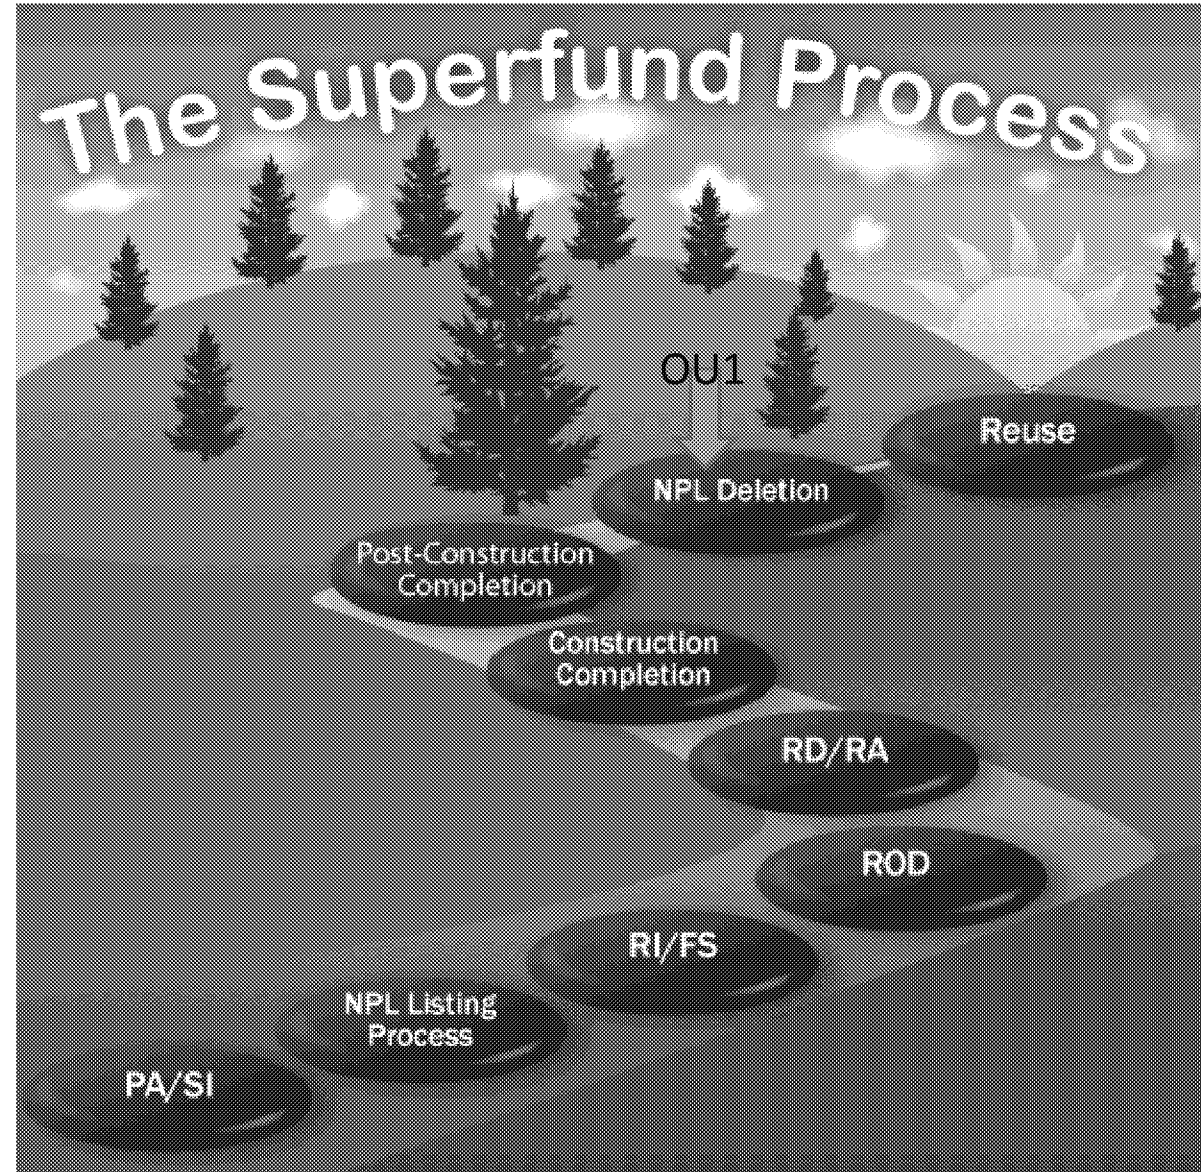 The Superfund Process
OU1
Reuse
NPL Deletion
Post-Construction
Completion
Construction
Completion
RD/RA
ROD
RI/FS
NPL Listing
Process
PA/SI